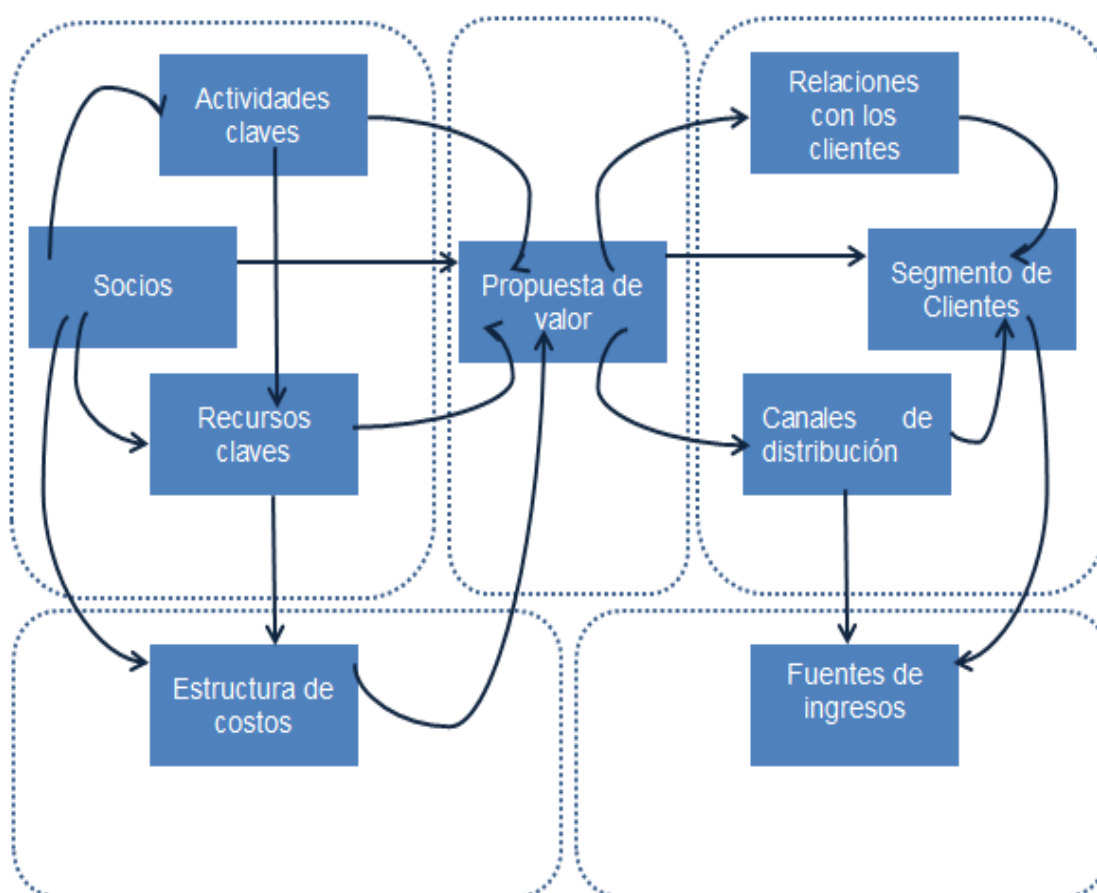 Actividades
claves
Relaciones
con los
clientes
Socios
Propuesta de
valor
Segmento de
Clientes
Recursos
claves
Canales de
distribución
Estructura de
costos
Fuentes de
ingresos